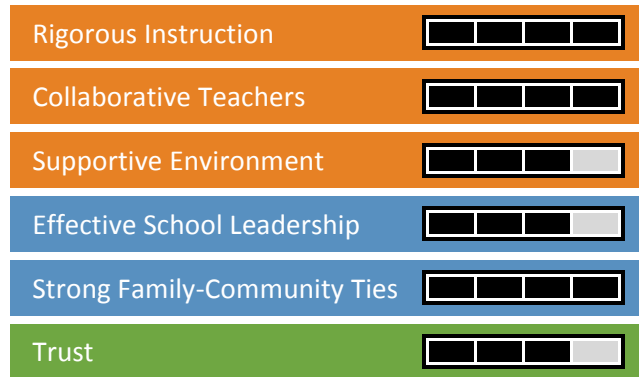 Rigorous Instruction
Collaborative Teachers
Supportive Environment
Effective School Leadership
Strong Family-Community Ties
Trust